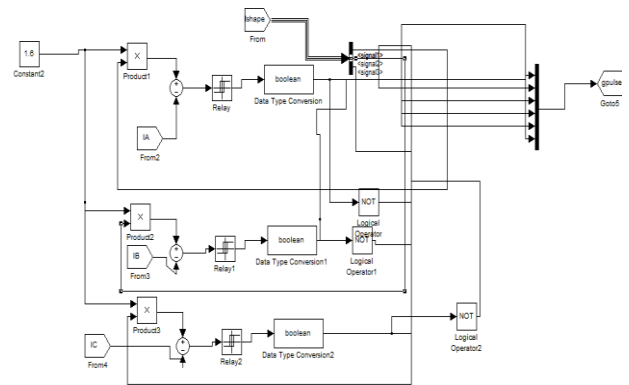 Ishape
From
<signal1>
<signal2>
<signal3>
1.6
Constant2
X
Product1
+
−
Relay
boolean
Data Type Conversion
IA
From2
gpulse
Goto5
NOT
Logical
Operator
X
Product2
+
−
Relay1
boolean
Data Type Conversion1
NOT
Logical
Operator1
IB
From3
X
Product3
+
−
Relay2
boolean
Data Type Conversion2
NOT
Logical
Operator2
IC
From4